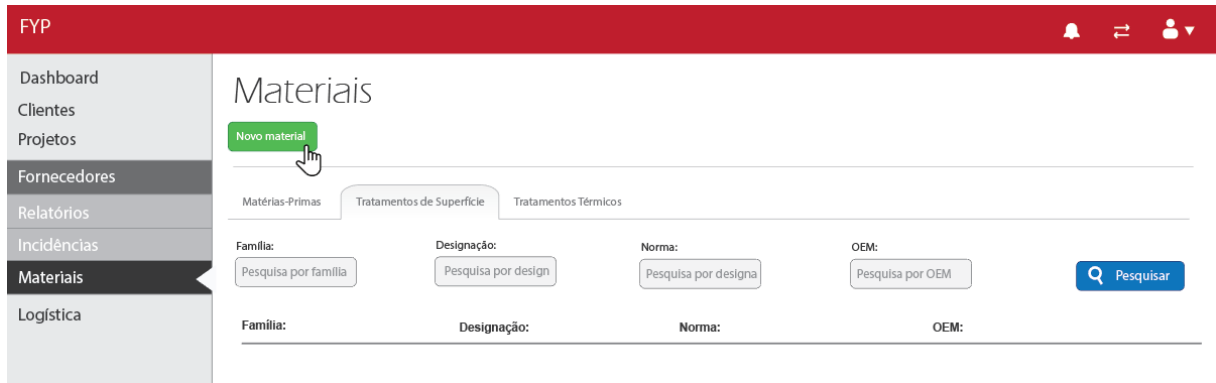 FYP
Dashboard
Clientes
Projetos
Fornecedores
Relatórios
Incidências
Materiais
Logística
Materiais
Novo material
Matérias-Primas Tratamentos de Superfície Tratamentos Térmicos
Família: Designação: Norma: OEM:
Pesquisa por família Pesquisa por design Pesquisa por designa Pesquisa por OEM Pesquisar
Família: Designação: Norma: OEM: